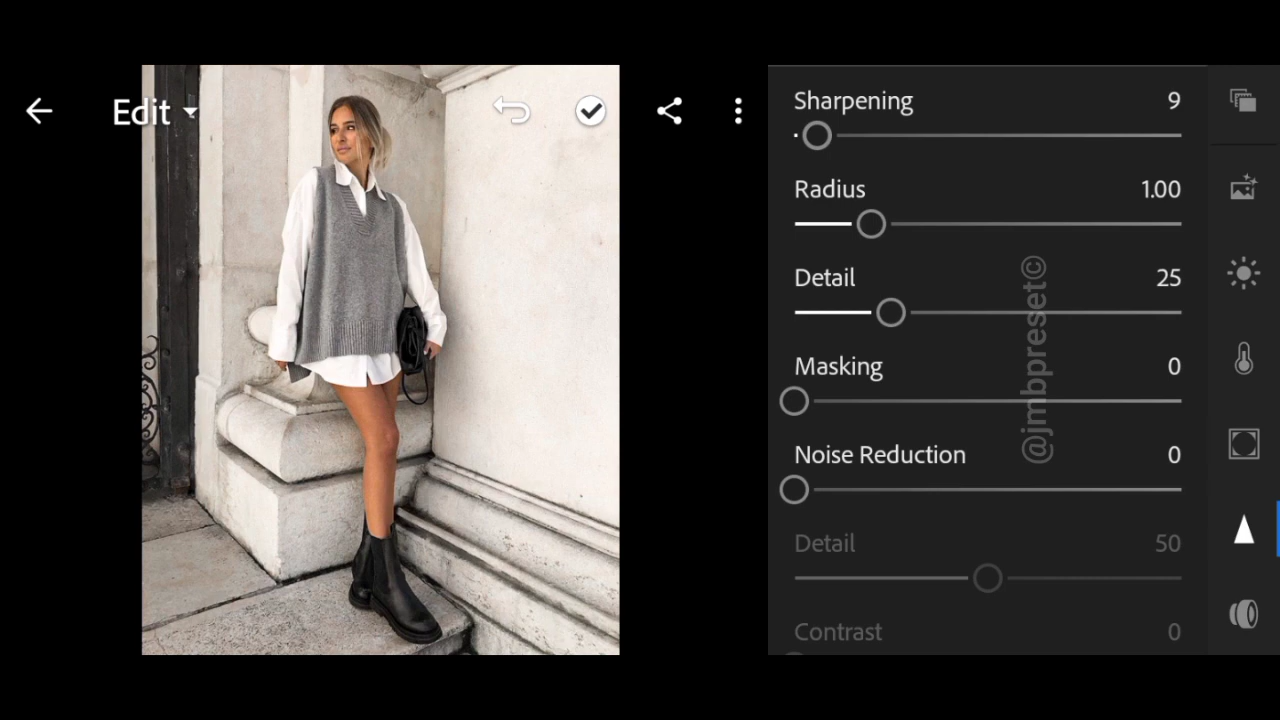 Edit
Sharpening 9
Radius 1.00
Detail 25
Masking 0
Noise Reduction 0
Detail 50
Contrast 0
@jmbpreset©